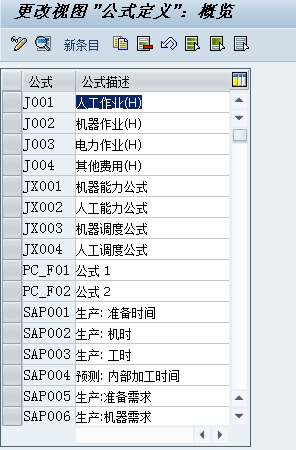 更改视图"公式定义": 概览
新条目
公式 公式描述
J001 人工作业(H)
J002 机器作业(H)
J003 电力作业(H)
J004 其他费用(H)
JX001 机器能力公式
JX002 人工能力公式
JX003 机器调度公式
JX004 人工调度公式
PC_F01 公式 1
PC_F02 公式 2
SAP001 生产: 准备时间
SAP002 生产: 机时
SAP003 生产: 工时
SAP004 预测: 内部加工时间
SAP005 生产:准备需求
SAP006 生产:机器需求